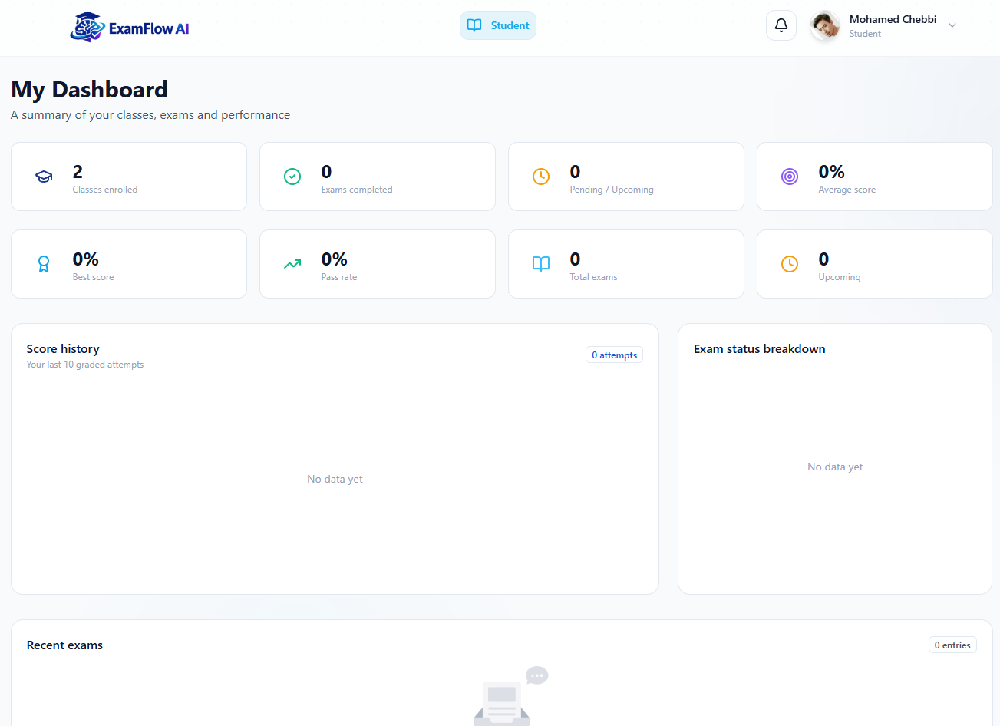 ExamFlow AI
Student
Mohamed Chebbi
Student
My Dashboard
A summary of your classes, exams and performance
2
Classes enrolled
0
Exams completed
0
Pending / Upcoming
0%
Average score
0%
Best score
0%
Pass rate
0
Total exams
0
Upcoming
Score history
Your last 10 graded attempts
0 attempts
No data yet
Exam status breakdown
No data yet
Recent exams
0 entries